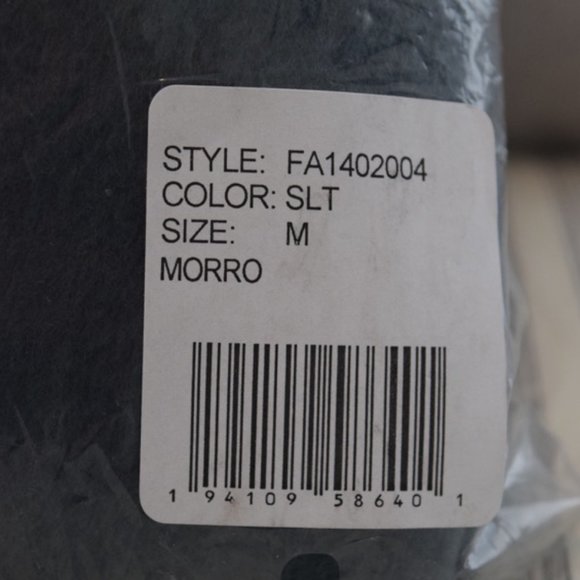 STYLE: FA1402004
COLOR: SLT
SIZE: M
MORRO
1 94109 58640 1